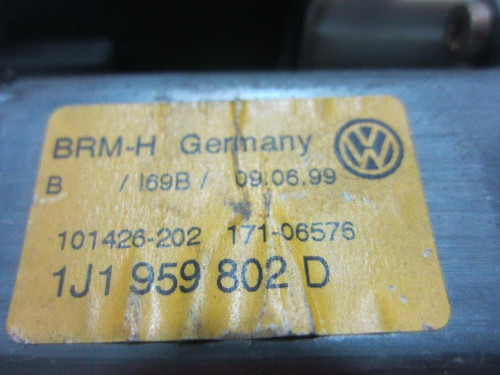 BRM-H Germany
B / I69B / 09.06.99
101426-202 171-06576
1J1 959 802 D